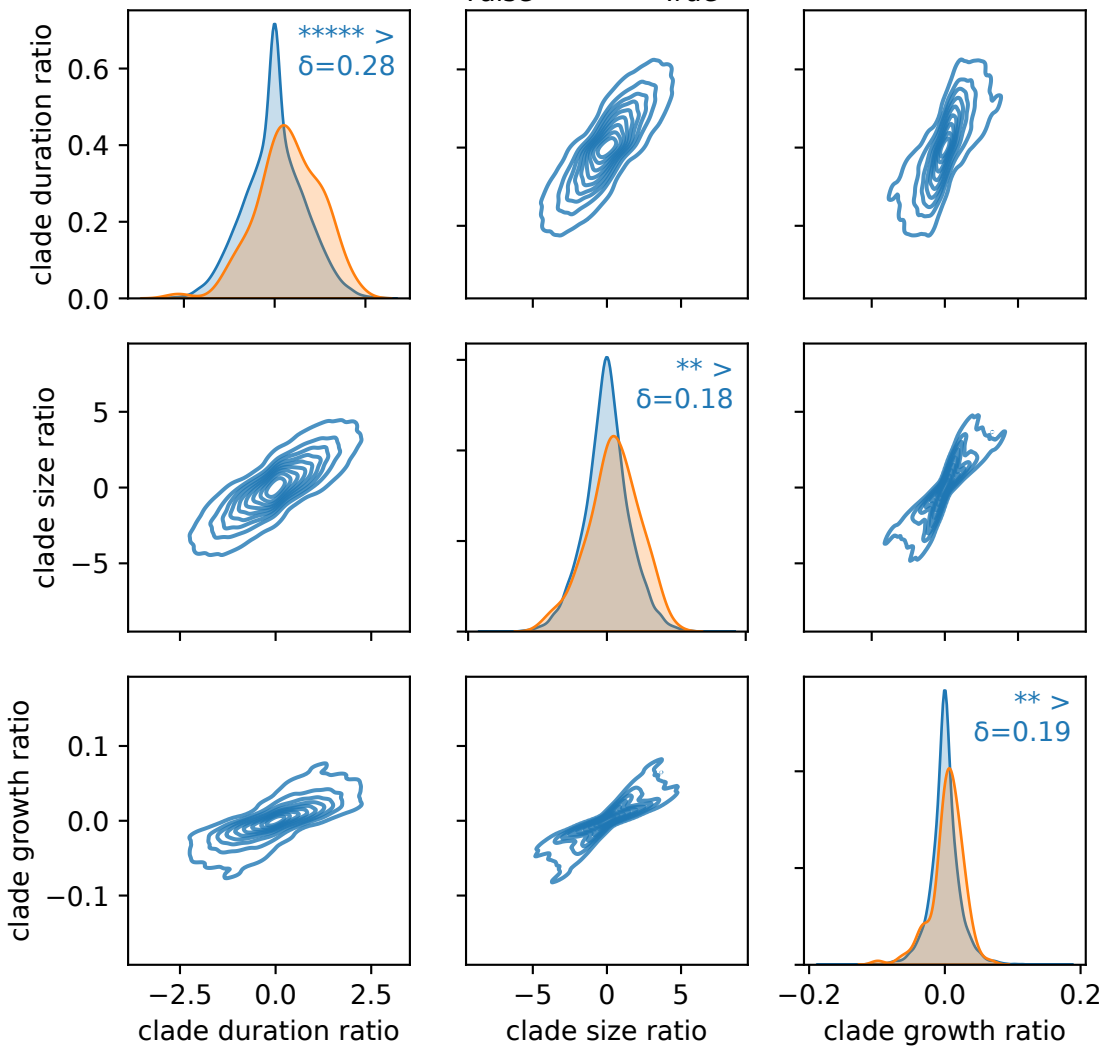 clade duration ratio
0.6
0.4
0.2
0.0
***** >
δ=0.28
clade size ratio
5
0
−5
** >
δ=0.18
clade growth ratio
0.1
0.0
−0.1
** >
δ=0.19
−2.5 0.0 2.5
−5 0 5
−0.2 0.0 0.2
clade duration ratio
clade size ratio
clade growth ratio